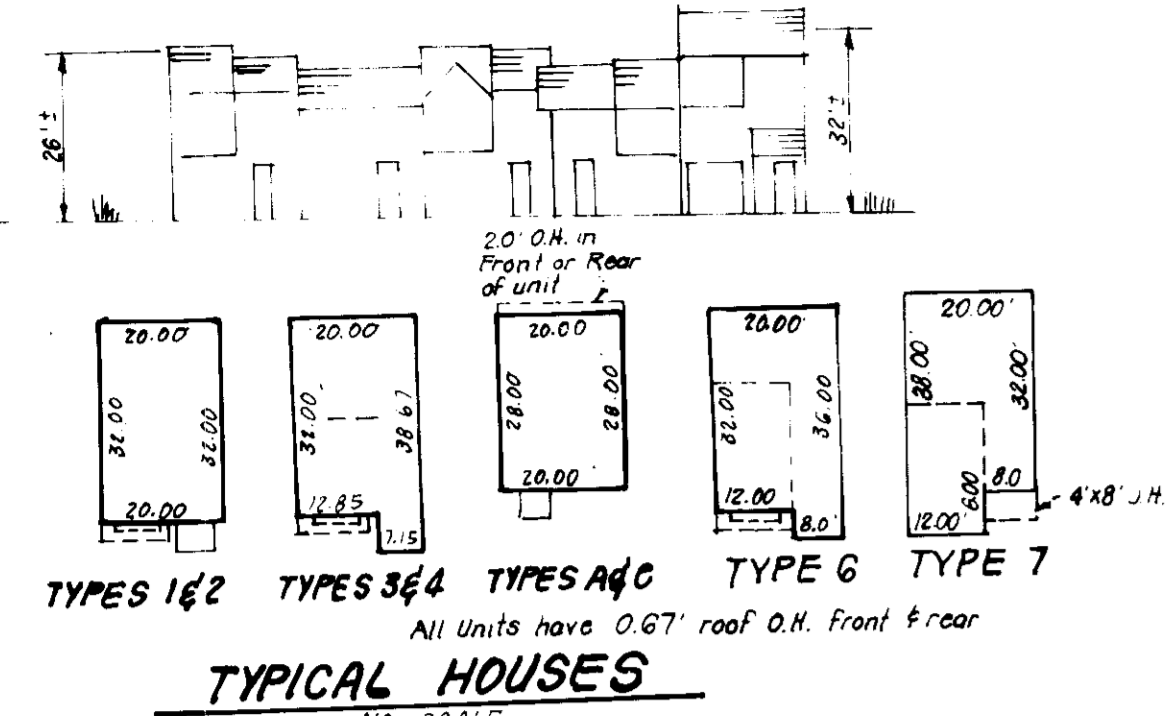 26'±
32'±
2.0' O.H. in
Front or Rear
of unit
20.00
32.00
32.00
20.00
20.00
32.00
38.67
12.85
7.15
20.00
28.00
28.00
20.00
20.00'
32.00
36.00
12.00
8.0'
20.00'
38.00
32.00'
6.00
8.0
12.00'
4'x8' O.H.
TYPES 1&2
TYPES 3&4
TYPES A&C
TYPE 6
TYPE 7
All Units have 0.67' roof O.H. front & rear
TYPICAL HOUSES
NO SCALE